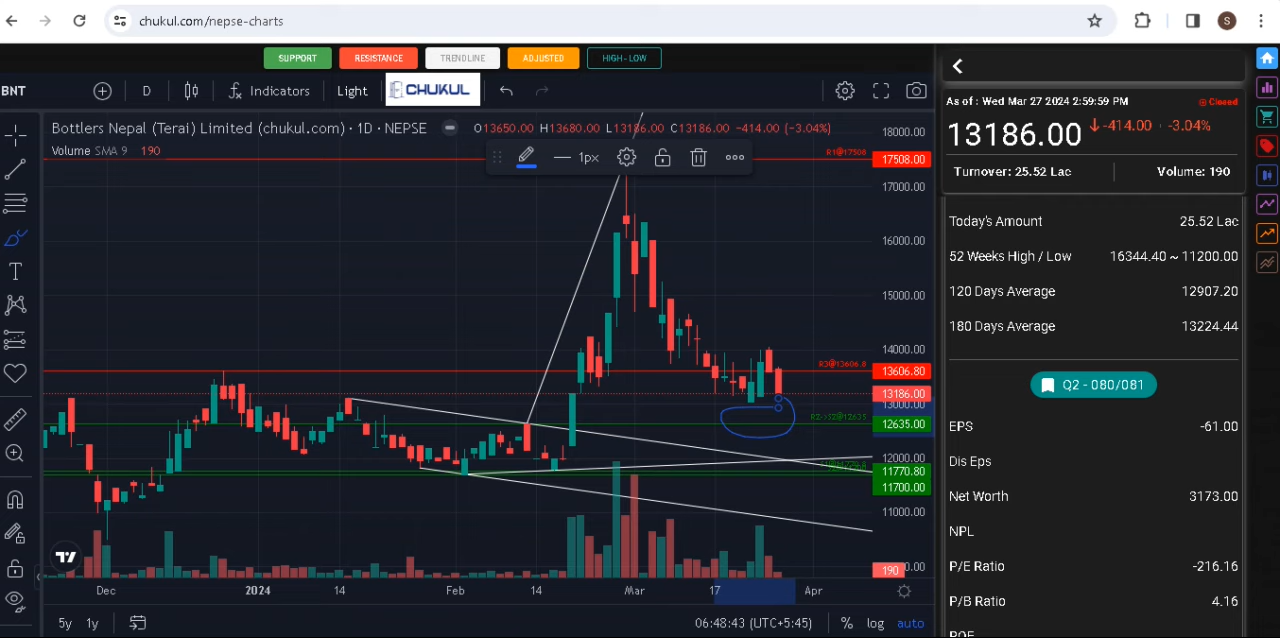 chukul.com/nepse-charts
S
SUPPORT RESISTANCE TRENDLINE ADJUSTED HIGH-LOW
BNT D Indicators Light CHUKUL
Bottlers Nepal (Terai) Limited (chukul.com) · 1D · NEPSE O13650.00 H13680.00 L13186.00 C13186.00 -414.00 (-3.04%)
Volume SMA 9 190
1px
18000.00
R1@17508 17508.00
17000.00
16000.00
15000.00
14000.00
R3@13606.8 13606.80
13186.00
13000.00
R2->S2@12635 12635.00
12000.00
11770.80
11700.00
11000.00
190
Dec 2024 14 Feb 14 Mar 17 Apr
5y 1y 06:48:43 (UTC+5:45) % log auto
As of : Wed Mar 27 2024 2:59:59 PM Closed
13186.00 -414.00 -3.04%
Turnover: 25.52 Lac Volume: 190
Today's Amount 25.52 Lac
52 Weeks High / Low 16344.40 ~ 11200.00
120 Days Average 12907.20
180 Days Average 13224.44
Q2 - 080/081
EPS -61.00
Dis Eps
Net Worth 3173.00
NPL
P/E Ratio -216.16
P/B Ratio 4.16